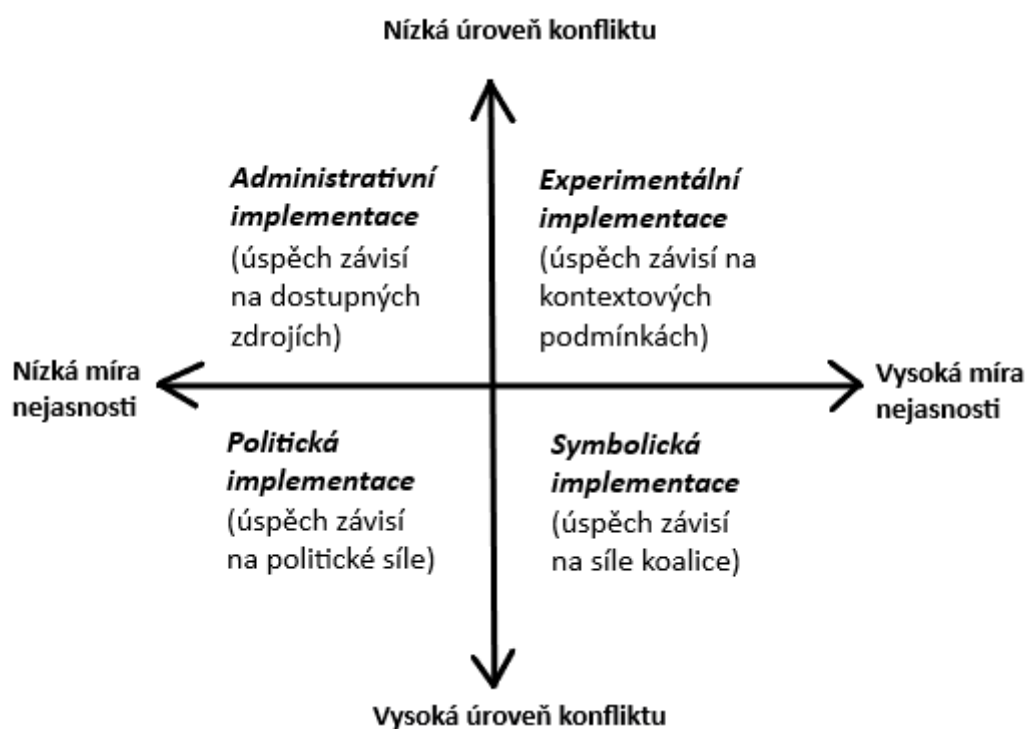 Nízká úroveň konfliktu
Administrativní
implementace
(úspěch závisí
na dostupných
zdrojích)
Experimentální
implementace
(úspěch závisí na
kontextových
podmínkách)
Nízká míra
nejasnosti
Vysoká míra
nejasnosti
Politická
implementace
(úspěch závisí
na politické síle)
Symbolická
implementace
(úspěch závisí
na síle koalice)
Vysoká úroveň konfliktu